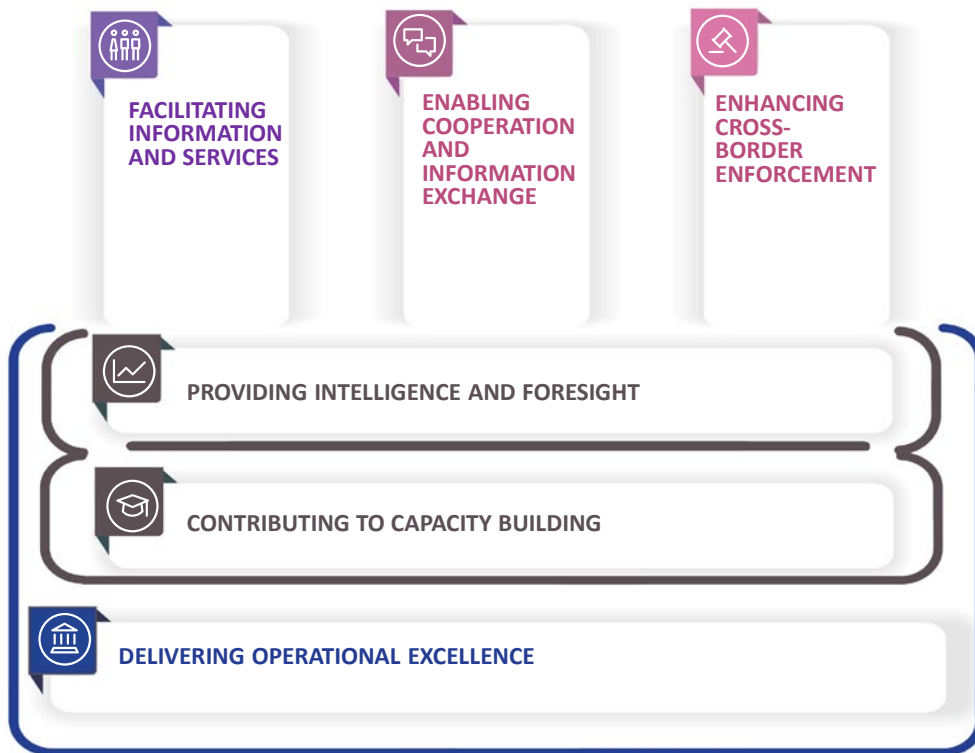 FACILITATING
INFORMATION
AND SERVICES
ENABLING
COOPERATION
AND
INFORMATION
EXCHANGE
ENHANCING
CROSS-
BORDER
ENFORCEMENT
PROVIDING INTELLIGENCE AND FORESIGHT
CONTRIBUTING TO CAPACITY BUILDING
DELIVERING OPERATIONAL EXCELLENCE